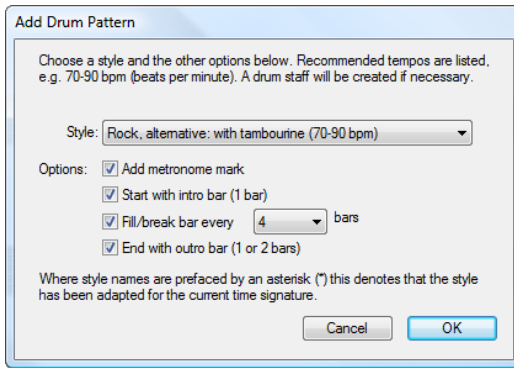 Add Drum Pattern
Choose a style and the other options below. Recommended tempos are listed,
e.g. 70-90 bpm (beats per minute). A drum staff will be created if necessary.
Style: Rock, alternative: with tambourine (70-90 bpm)
Options: Add metronome mark
Start with intro bar (1 bar)
Fill/break bar every 4 bars
End with outro bar (1 or 2 bars)
Where style names are prefaced by an asterisk (*) this denotes that the style
has been adapted for the current time signature.
Cancel OK